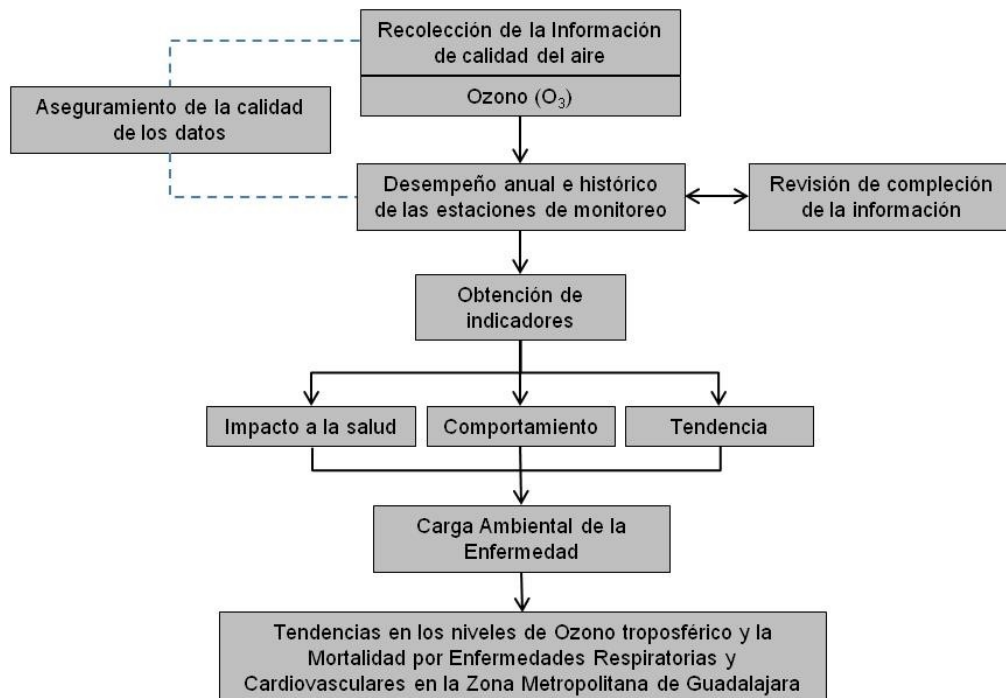 Recolección de la Información
de calidad del aire
Ozono (O₃)
Aseguramiento de la calidad
de los datos
Desempeño anual e histórico
de las estaciones de monitoreo
Revisión de compleción
de la información
Obtención de
indicadores
Impacto a la salud
Comportamiento
Tendencia
Carga Ambiental de la
Enfermedad
Tendencias en los niveles de Ozono troposférico y la
Mortalidad por Enfermedades Respiratorias y
Cardiovasculares en la Zona Metropolitana de Guadalajara